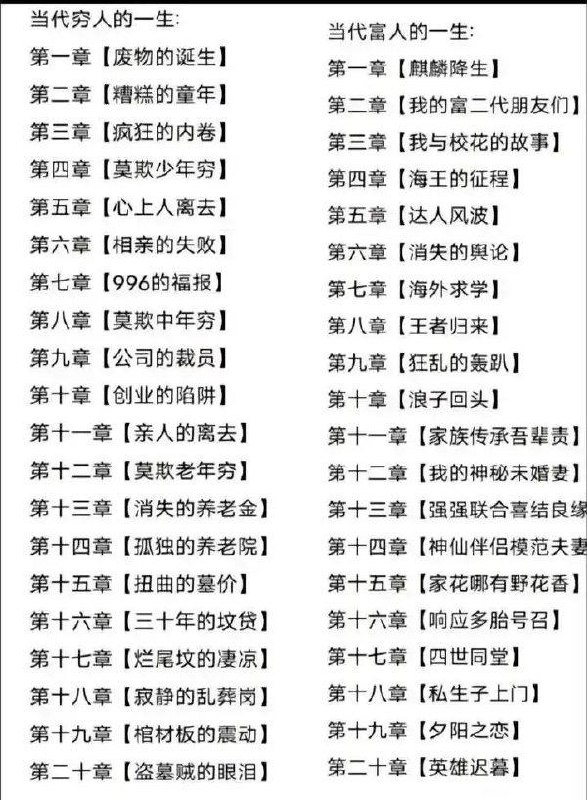 当代穷人的一生:
第一章【废物的诞生】
第二章【糟糕的童年】
第三章【疯狂的内卷】
第四章【莫欺少年穷】
第五章【心上人离去】
第六章【相亲的失败】
第七章【996的福报】
第八章【莫欺中年穷】
第九章【公司的裁员】
第十章【创业的陷阱】
第十一章【亲人的离去】
第十二章【莫欺老年穷】
第十三章【消失的养老金】
第十四章【孤独的养老院】
第十五章【扭曲的墓价】
第十六章【三十年的坟贷】
第十七章【烂尾坟的凄凉】
第十八章【寂静的乱葬岗】
第十九章【棺材板的震动】
第二十章【盗墓贼的眼泪】
当代富人的一生:
第一章【麒麟降生】
第二章【我的富二代朋友们】
第三章【我与校花的故事】
第四章【海王的征程】
第五章【达人风波】
第六章【消失的舆论】
第七章【海外求学】
第八章【王者归来】
第九章【狂乱的轰趴】
第十章【浪子回头】
第十一章【家族传承吾辈责】
第十二章【我的神秘未婚妻】
第十三章【强强联合喜结良缘
第十四章【神仙伴侣模范夫妻
第十五章【家花哪有野花香】
第十六章【响应多胎号召】
第十七章【四世同堂】
第十八章【私生子上门】
第十九章【夕阳之恋】
第二十章【英雄迟暮】